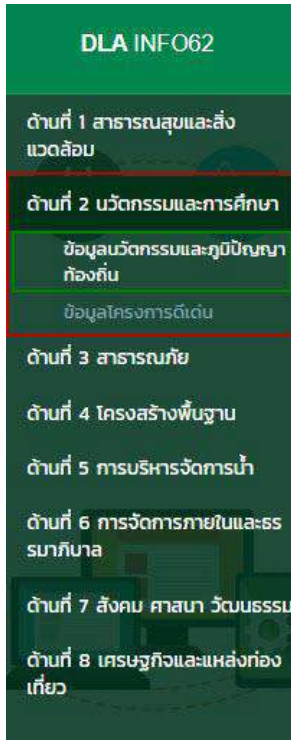 DLA INFO62
ด้านที่ 1 สาธารณสุขและสิ่ง
แวดล้อม
ด้านที่ 2 นวัตกรรมและการศึกษา
ข้อมูลนวัตกรรมและภูมิปัญญา
ท้องถิ่น
ข้อมูลโครงการดีเด่น
ด้านที่ 3 สาธารณภัย
ด้านที่ 4 โครงสร้างพื้นฐาน
ด้านที่ 5 การบริหารจัดการน้ำ
ด้านที่ 6 การจัดการภายในและธร
รมาภิบาล
ด้านที่ 7 สังคม ศาสนา วัฒนธรรม
ด้านที่ 8 เศรษฐกิจและแหล่งท่อง
เที่ยว